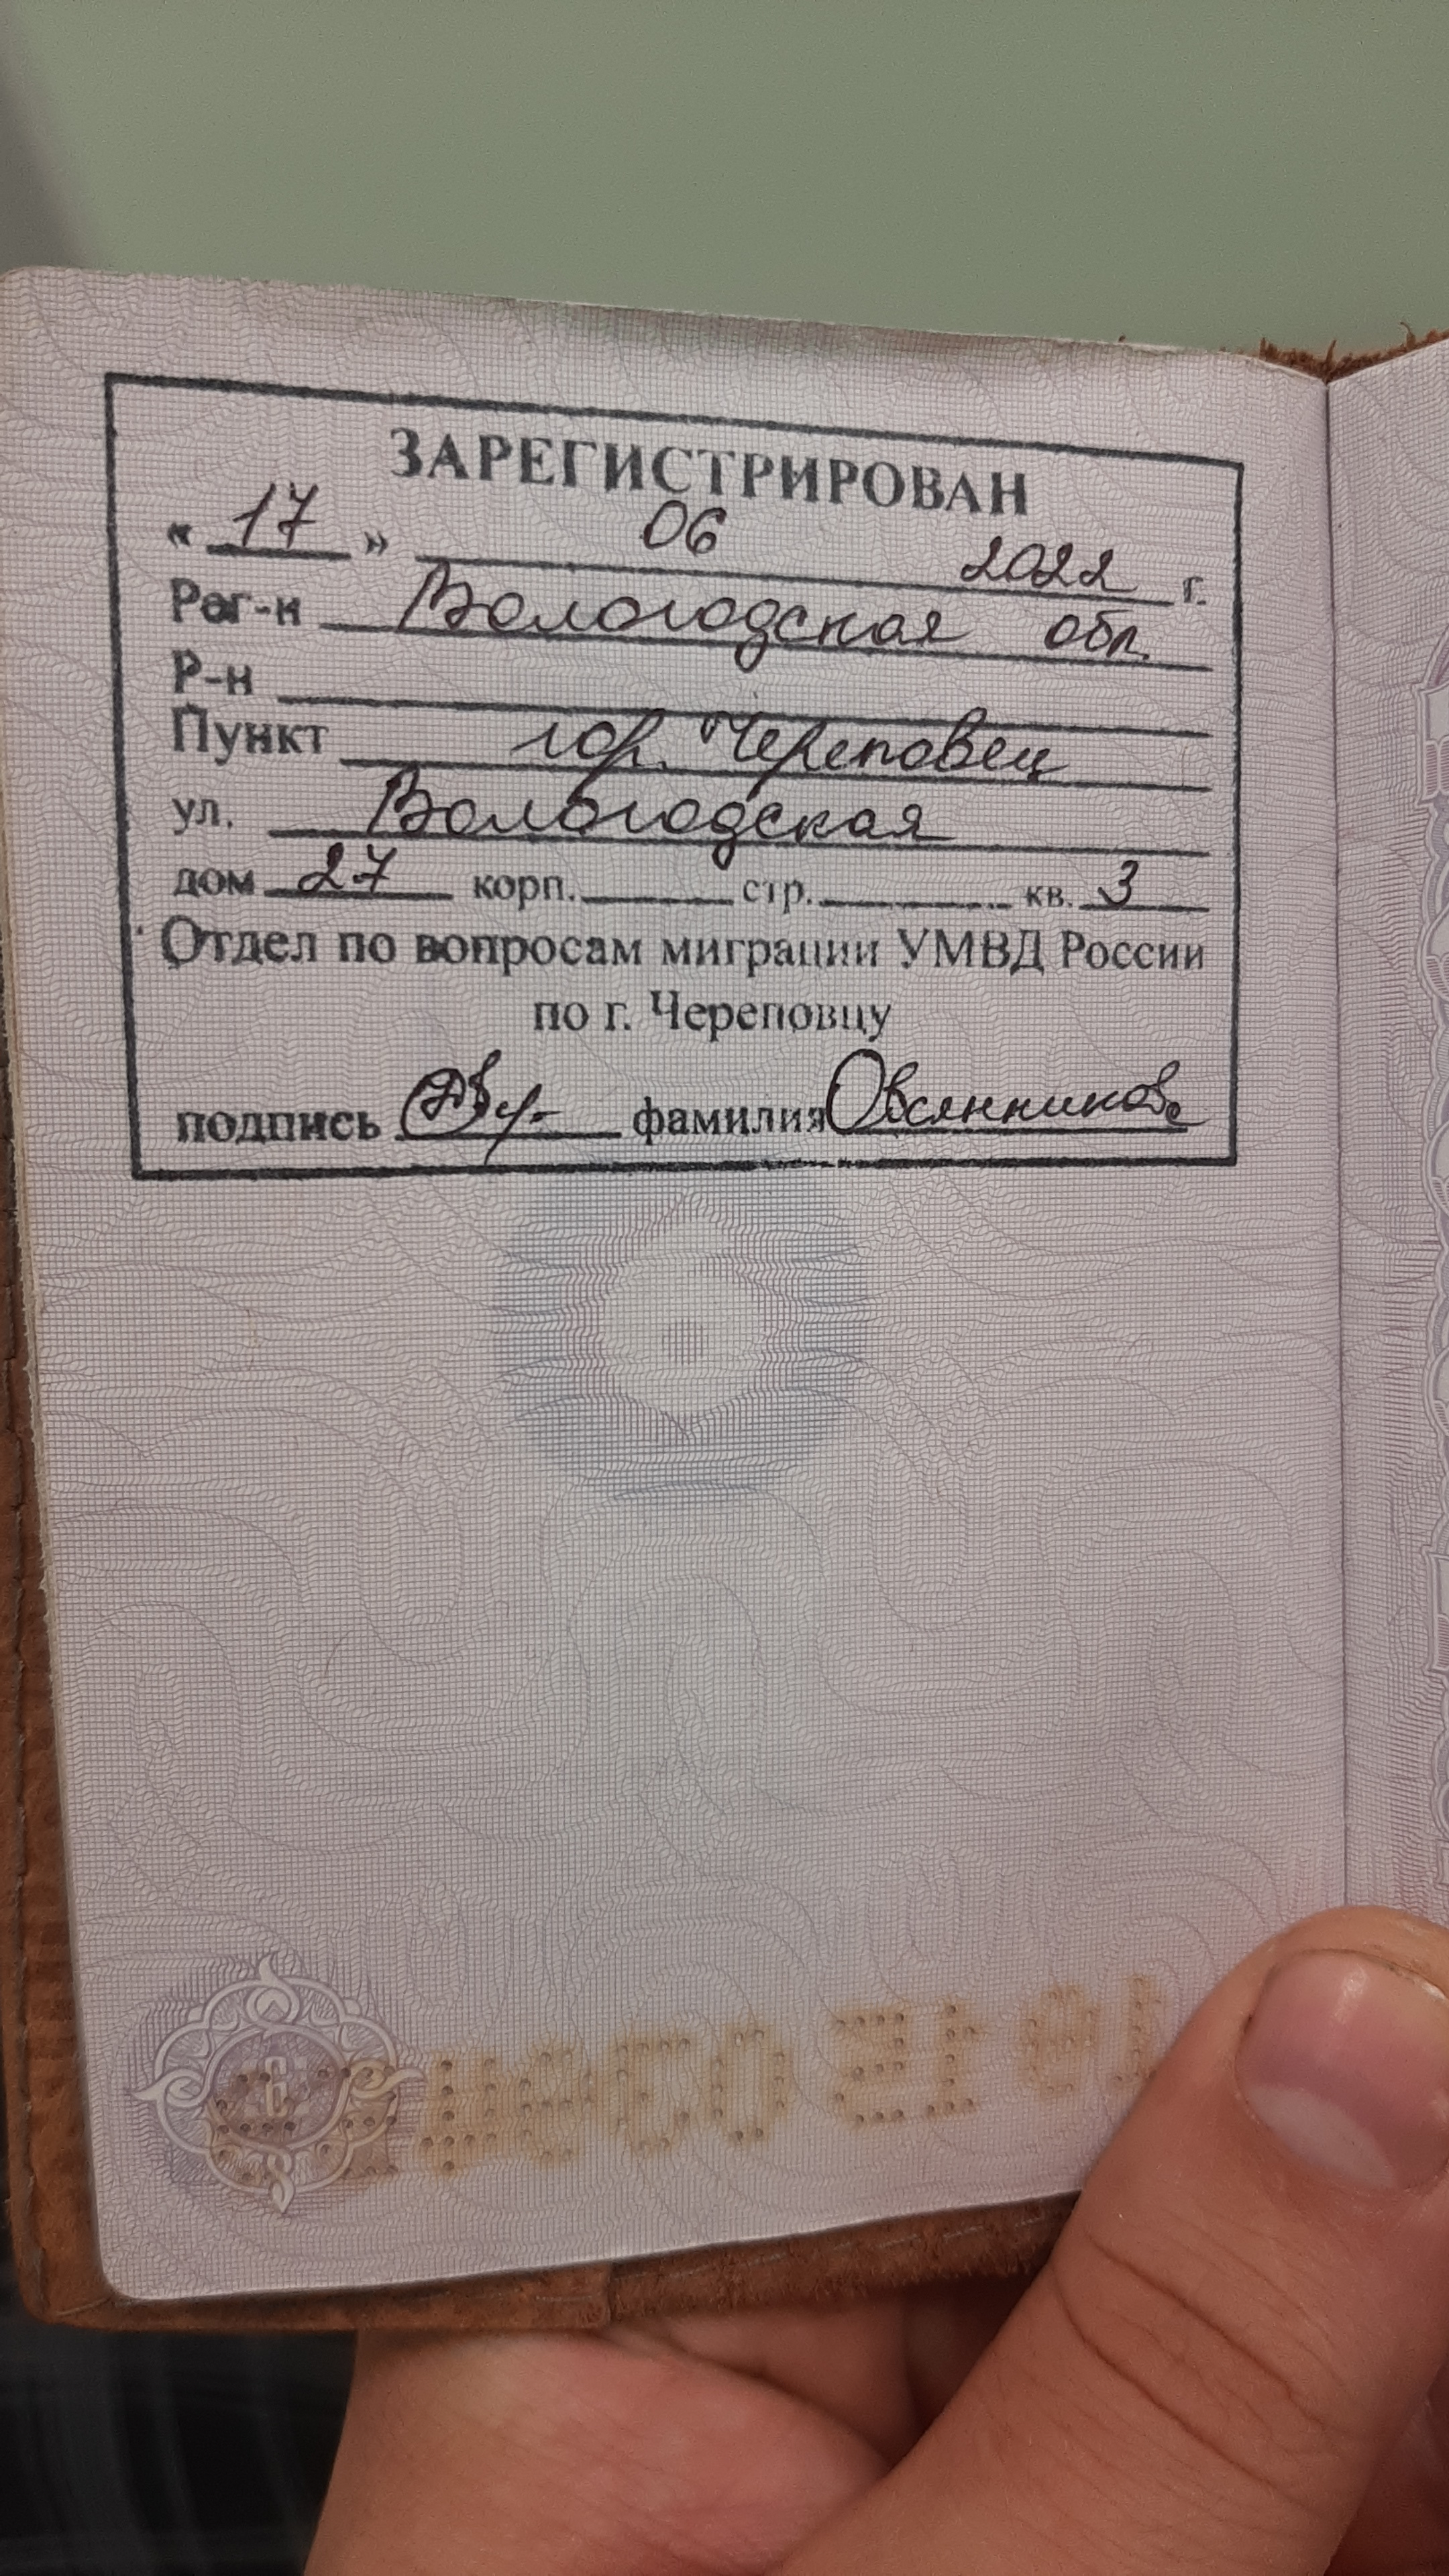 ЗАРЕГИСТРИРОВАН
« 17 » 06 2022 г.
Рег-н Вологодская обл.
Р-н
Пункт гор. Череповец
ул. Вологодская
дом 27 корп. стр. кв. 3
Отдел по вопросам миграции УМВД России
по г. Череповцу
подпись фамилия Овсянникова
6